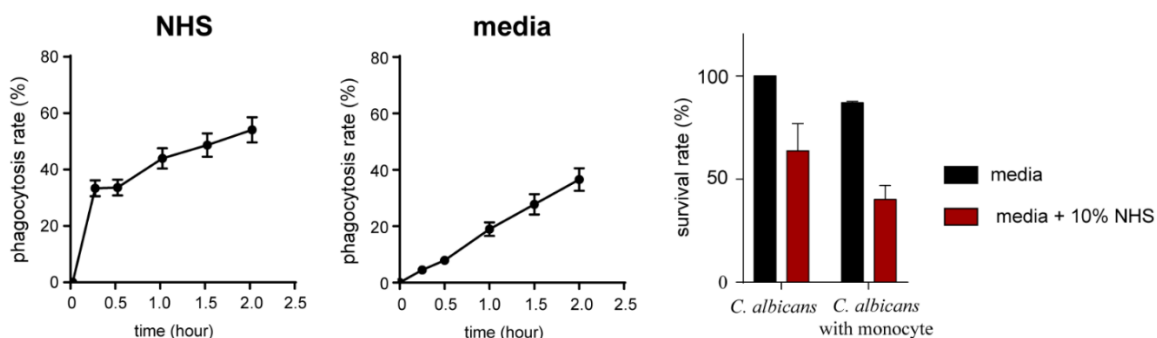 NHS
phagocytosis rate (%)
80
60
40
20
0
0 0.5 1.0 1.5 2.0 2.5
time (hour)
media
phagocytosis rate (%)
80
60
40
20
0
0 0.5 1.0 1.5 2.0 2.5
time (hour)
survival rate (%)
100
50
0
C. albicans
C. albicans
with monocyte
media
media + 10% NHS